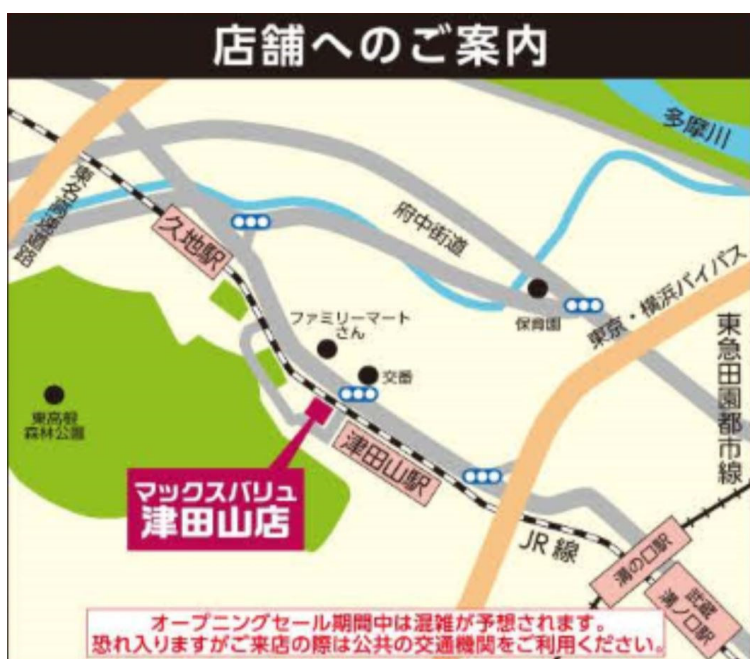 店舗へのご案内
多摩川
東名高速道路
久地駅
府中街道
東京・横浜バイパス
東急田園都市線
保育園
ファミリーマート
さん
交番
東高根
森林公園
津田山駅
マックスバリュ
津田山店
JR線
溝の口駅
武蔵
溝ノ口駅
オープニングセール期間中は混雑が予想されます。
恐れ入りますがご来店の際は公共の交通機関をご利用ください。